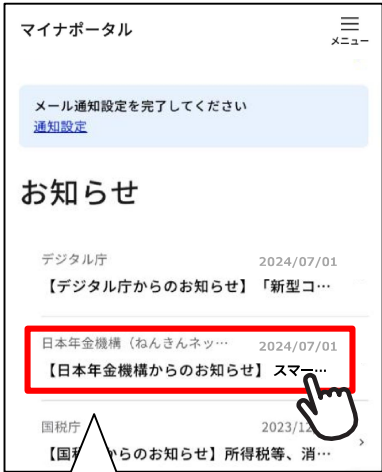 マイナポータル
メニュー
メール通知設定を完了してください
通知設定
お知らせ
デジタル庁 2024/07/01
【デジタル庁からのお知らせ】「新型コ…
日本年金機構（ねんきんネッ… 2024/07/01
【日本年金機構からのお知らせ】スマー…
国税庁 2023/12
【国 からのお知らせ】所得税等、消…